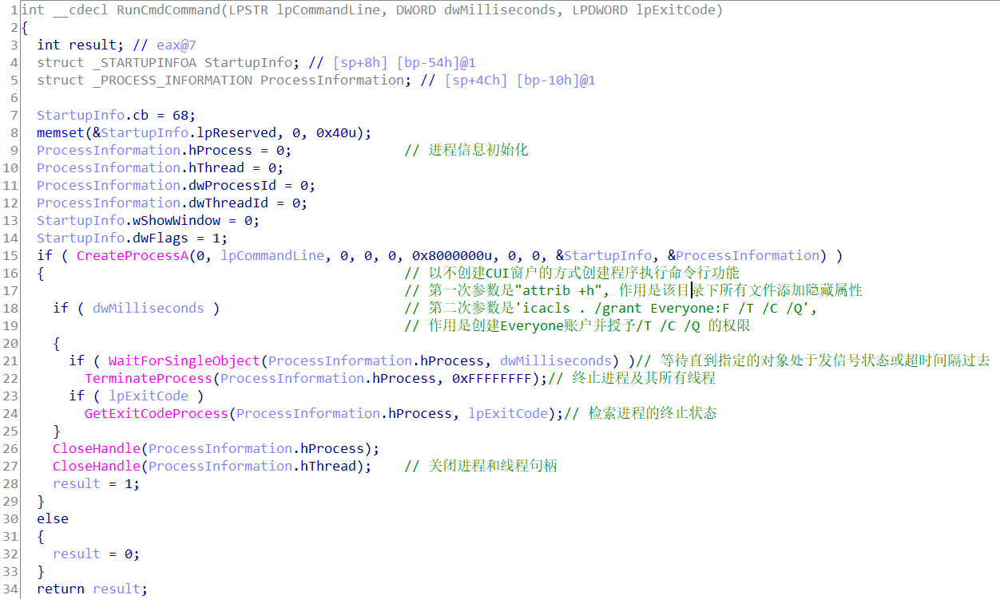 1 int __cdecl RunCmdCommand(LPSTR lpCommandLine, DWORD dwMilliseconds, LPDWORD lpExitCode)
2 {
3   int result; // eax@7
4   struct _STARTUPINFOA StartupInfo; // [sp+8h] [bp-54h]@1
5   struct _PROCESS_INFORMATION ProcessInformation; // [sp+4Ch] [bp-10h]@1
6
7   StartupInfo.cb = 68;
8   memset(&StartupInfo.lpReserved, 0, 0x40u);
9   ProcessInformation.hProcess = 0;              // 进程信息初始化
10   ProcessInformation.hThread = 0;
11   ProcessInformation.dwProcessId = 0;
12   ProcessInformation.dwThreadId = 0;
13   StartupInfo.wShowWindow = 0;
14   StartupInfo.dwFlags = 1;
15   if ( CreateProcessA(0, lpCommandLine, 0, 0, 0, 0x8000000u, 0, 0, &StartupInfo, &ProcessInformation) )
16   {                                             // 以不创建CUI窗户的方式创建程序执行命令行功能
17                                                 // 第一次参数是"attrib +h", 作用是该目录下所有文件添加隐藏属性
18     if ( dwMilliseconds )                       // 第二次参数是'icacls . /grant Everyone:F /T /C /Q',
19                                                 // 作用是创建Everyone账户并授予/T /C /Q 的权限
20     {
21       if ( WaitForSingleObject(ProcessInformation.hProcess, dwMilliseconds) )// 等待直到指定的对象处于发信号状态或超时间隔过去
22         TerminateProcess(ProcessInformation.hProcess, 0xFFFFFFFF);// 终止进程及其所有线程
23       if ( lpExitCode )
24         GetExitCodeProcess(ProcessInformation.hProcess, lpExitCode);// 检索进程的终止状态
25     }
26     CloseHandle(ProcessInformation.hProcess);
27     CloseHandle(ProcessInformation.hThread);    // 关闭进程和线程句柄
28     result = 1;
29   }
30   else
31   {
32     result = 0;
33   }
34   return result;